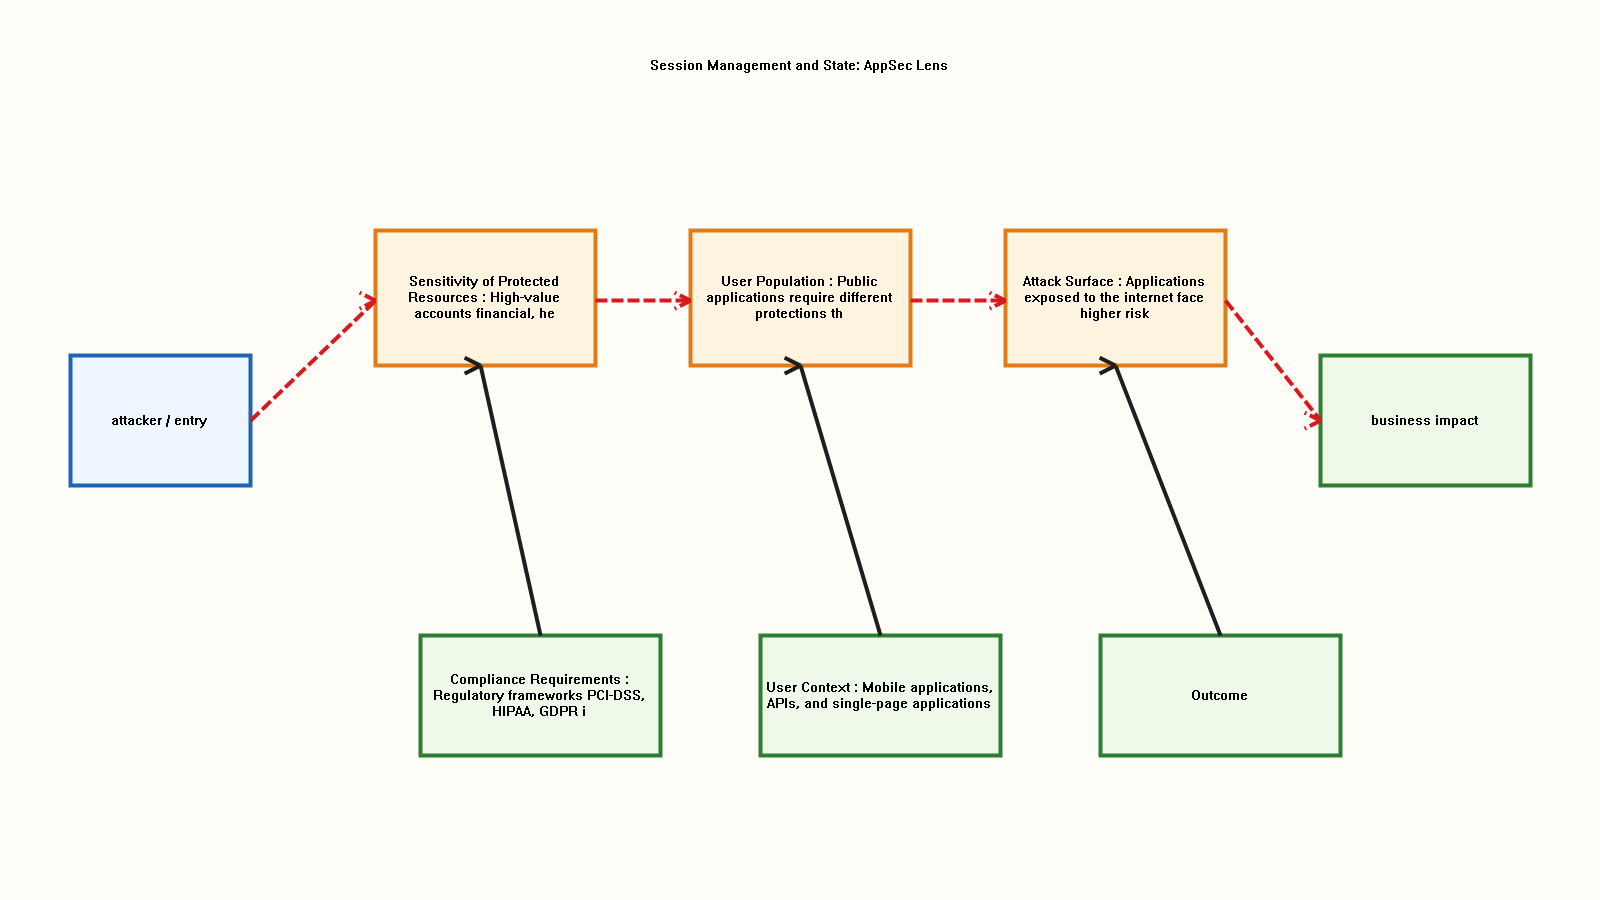 Session Management and State: AppSec Lens
Sensitivity of Protected
Resources : High-value
accounts financial, he
User Population : Public
applications require different
protections th
Attack Surface : Applications
exposed to the internet face
higher risk
attacker / entry
business impact
Compliance Requirements :
Regulatory frameworks PCI-DSS,
HIPAA, GDPR i
User Context : Mobile applications,
APIs, and single-page applications
Outcome